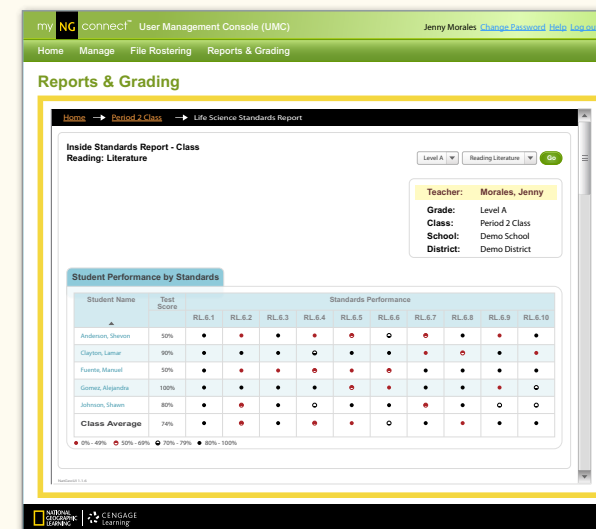 my NG connect™ User Management Console (UMC) Jenny Morales Change Password Help Log out
Home Manage File Rostering Reports & Grading
Reports & Grading
Home → Period 2 Class → Life Science Standards Report
Inside Standards Report - Class
Reading: Literature
Level A Reading Literature Go
Teacher: Morales, Jenny
Grade: Level A
Class: Period 2 Class
School: Demo School
District: Demo District
Student Performance by Standards
Student Name Test Score Standards Performance
RL.6.1 RL.6.2 RL.6.3 RL.6.4 RL.6.5 RL.6.6 RL.6.7 RL.6.8 RL.6.9 RL.6.10
Anderson, Shevon 50%
Clayton, Lamar 90%
Fuente, Manuel 50%
Gomez, Alejandra 100%
Johnson, Shawn 80%
Class Average 74%
0% - 49% 50% - 69% 70% - 79% 80% - 100%
NATIONAL GEOGRAPHIC LEARNING CENGAGE Learning